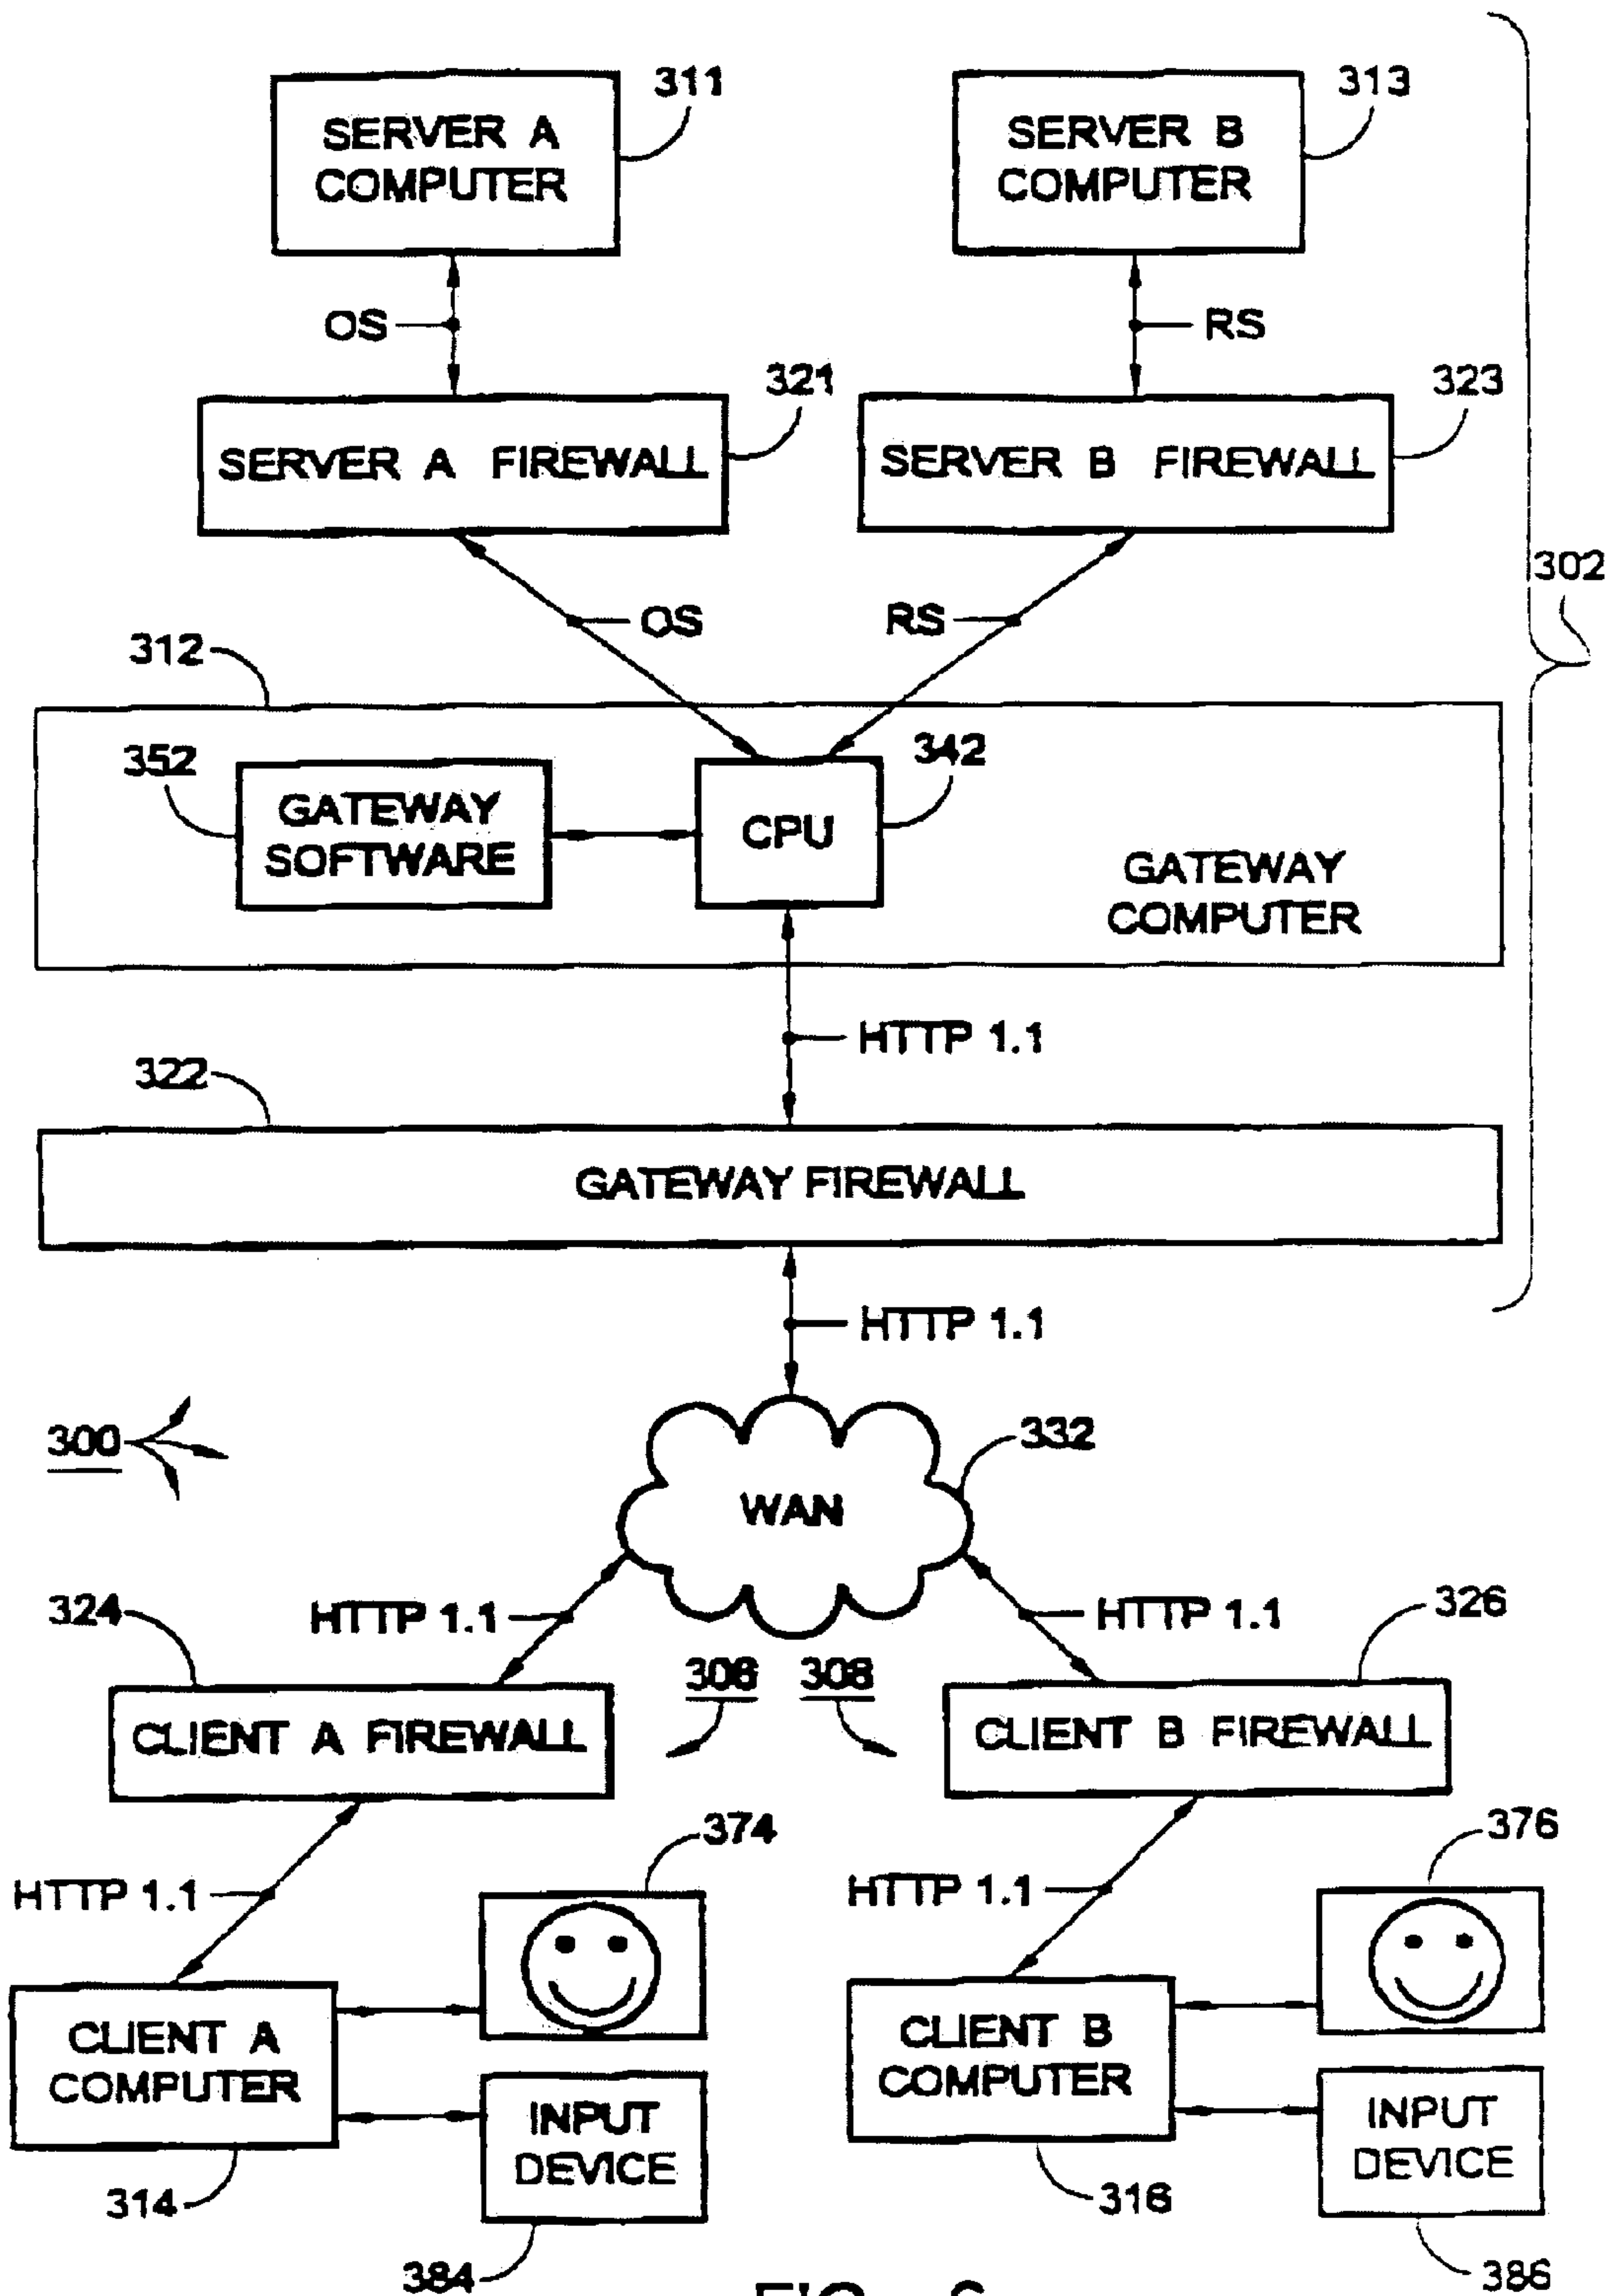 311
313
SERVER A
COMPUTER
SERVER B
COMPUTER
OS
RS
321
323
SERVER A FIREWALL
SERVER B FIREWALL
302
OS
RS
312
352
342
GATEWAY
SOFTWARE
CPU
GATEWAY
COMPUTER
HTTP 1.1
322
GATEWAY FIREWALL
HTTP 1.1
300
332
WAN
324
HTTP 1.1
HTTP 1.1
326
306
308
CLIENT A FIREWALL
CLIENT B FIREWALL
374
376
HTTP 1.1
HTTP 1.1
CLIENT A
COMPUTER
CLIENT B
COMPUTER
INPUT
DEVICE
INPUT
DEVICE
314
316
384
386